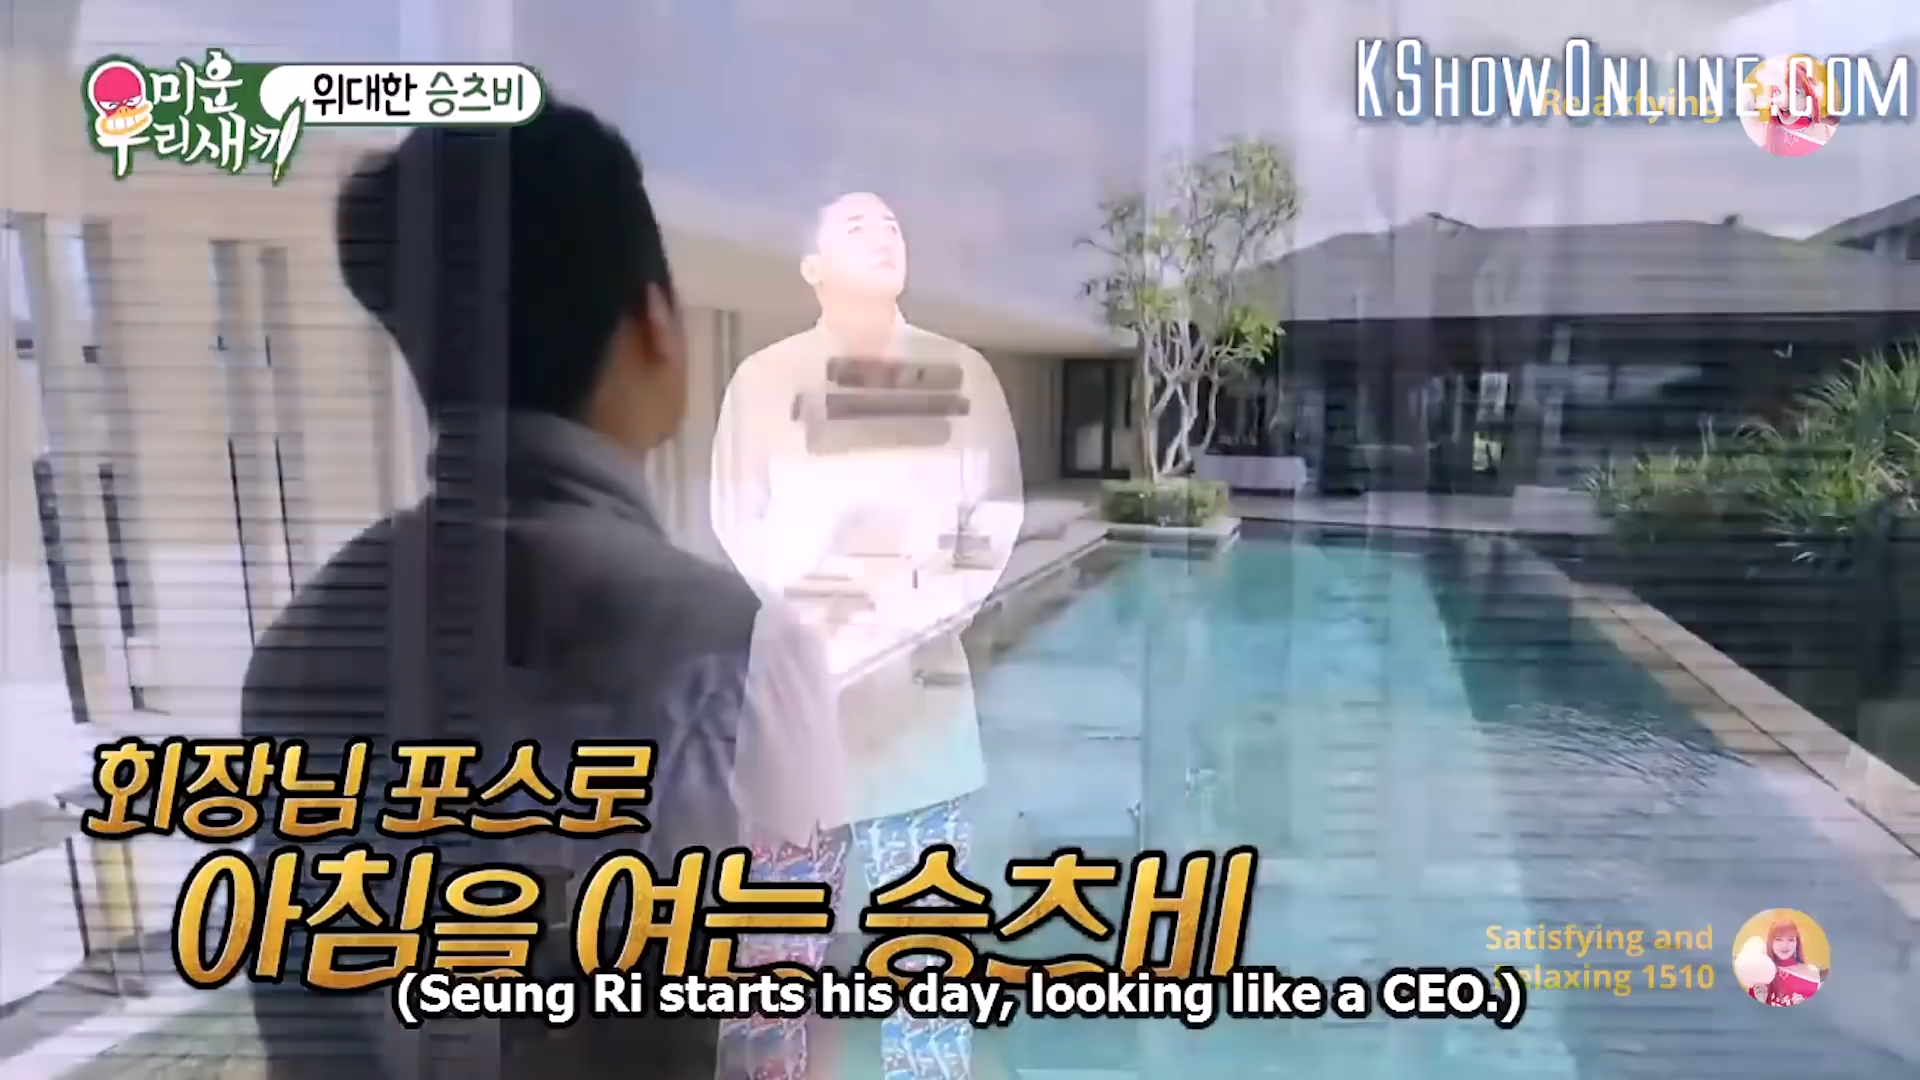 미운
우리새끼
위대한 승츠비
KShowOnline.com
회장님 포스로
아침을 여는 승츠비
(Seung Ri starts his day, looking like a CEO.)
Satisfying and
Relaxing 1510